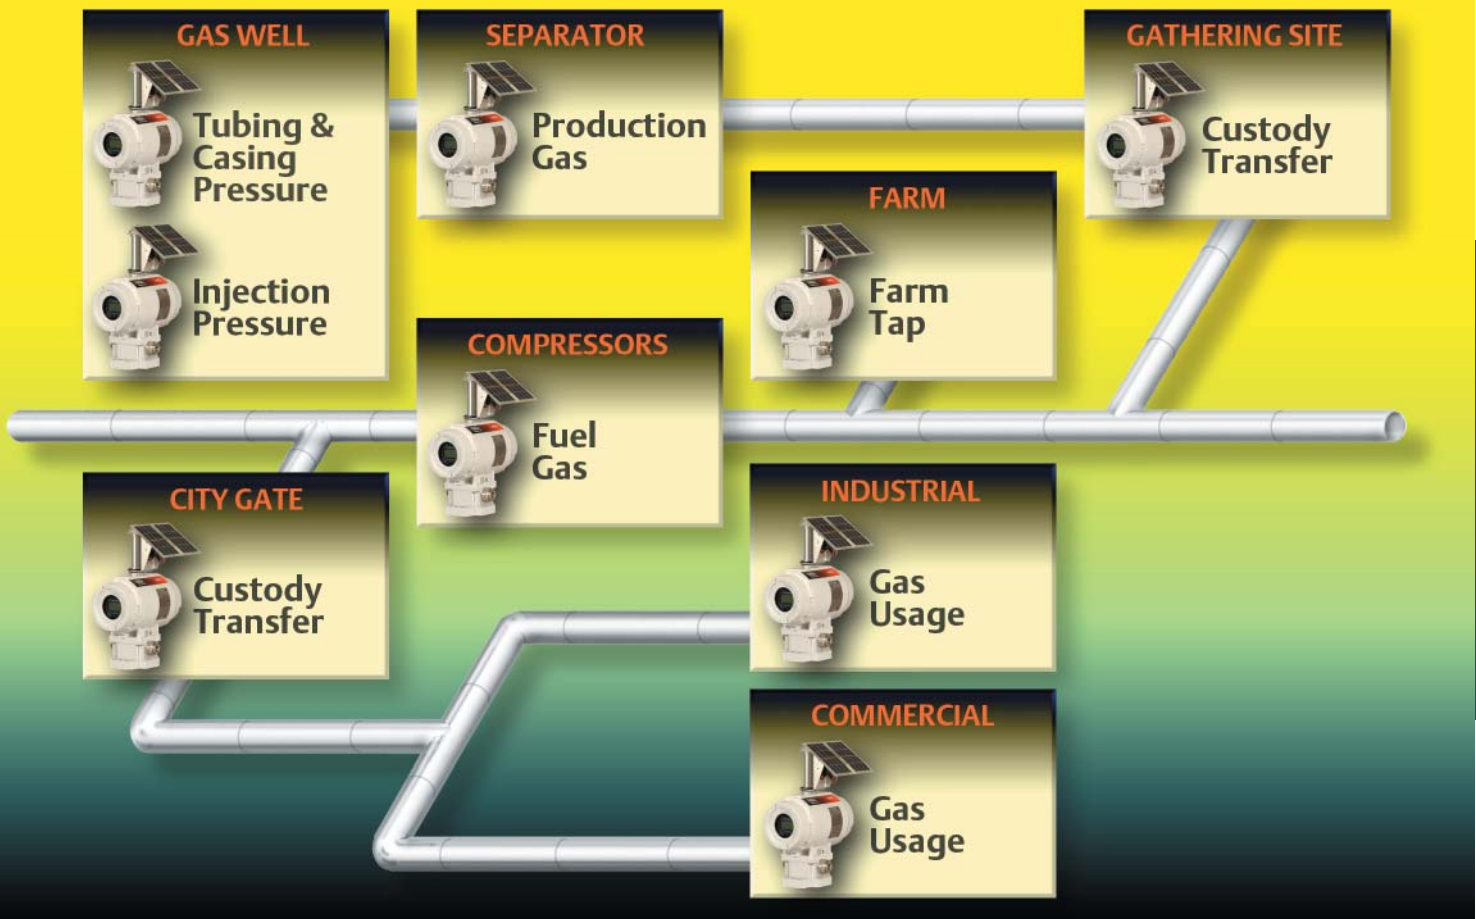 GAS WELL
Tubing &
Casing
Pressure
Injection
Pressure
SEPARATOR
Production
Gas
GATHERING SITE
Custody
Transfer
FARM
Farm
Tap
COMPRESSORS
Fuel
Gas
CITY GATE
Custody
Transfer
INDUSTRIAL
Gas
Usage
COMMERCIAL
Gas
Usage